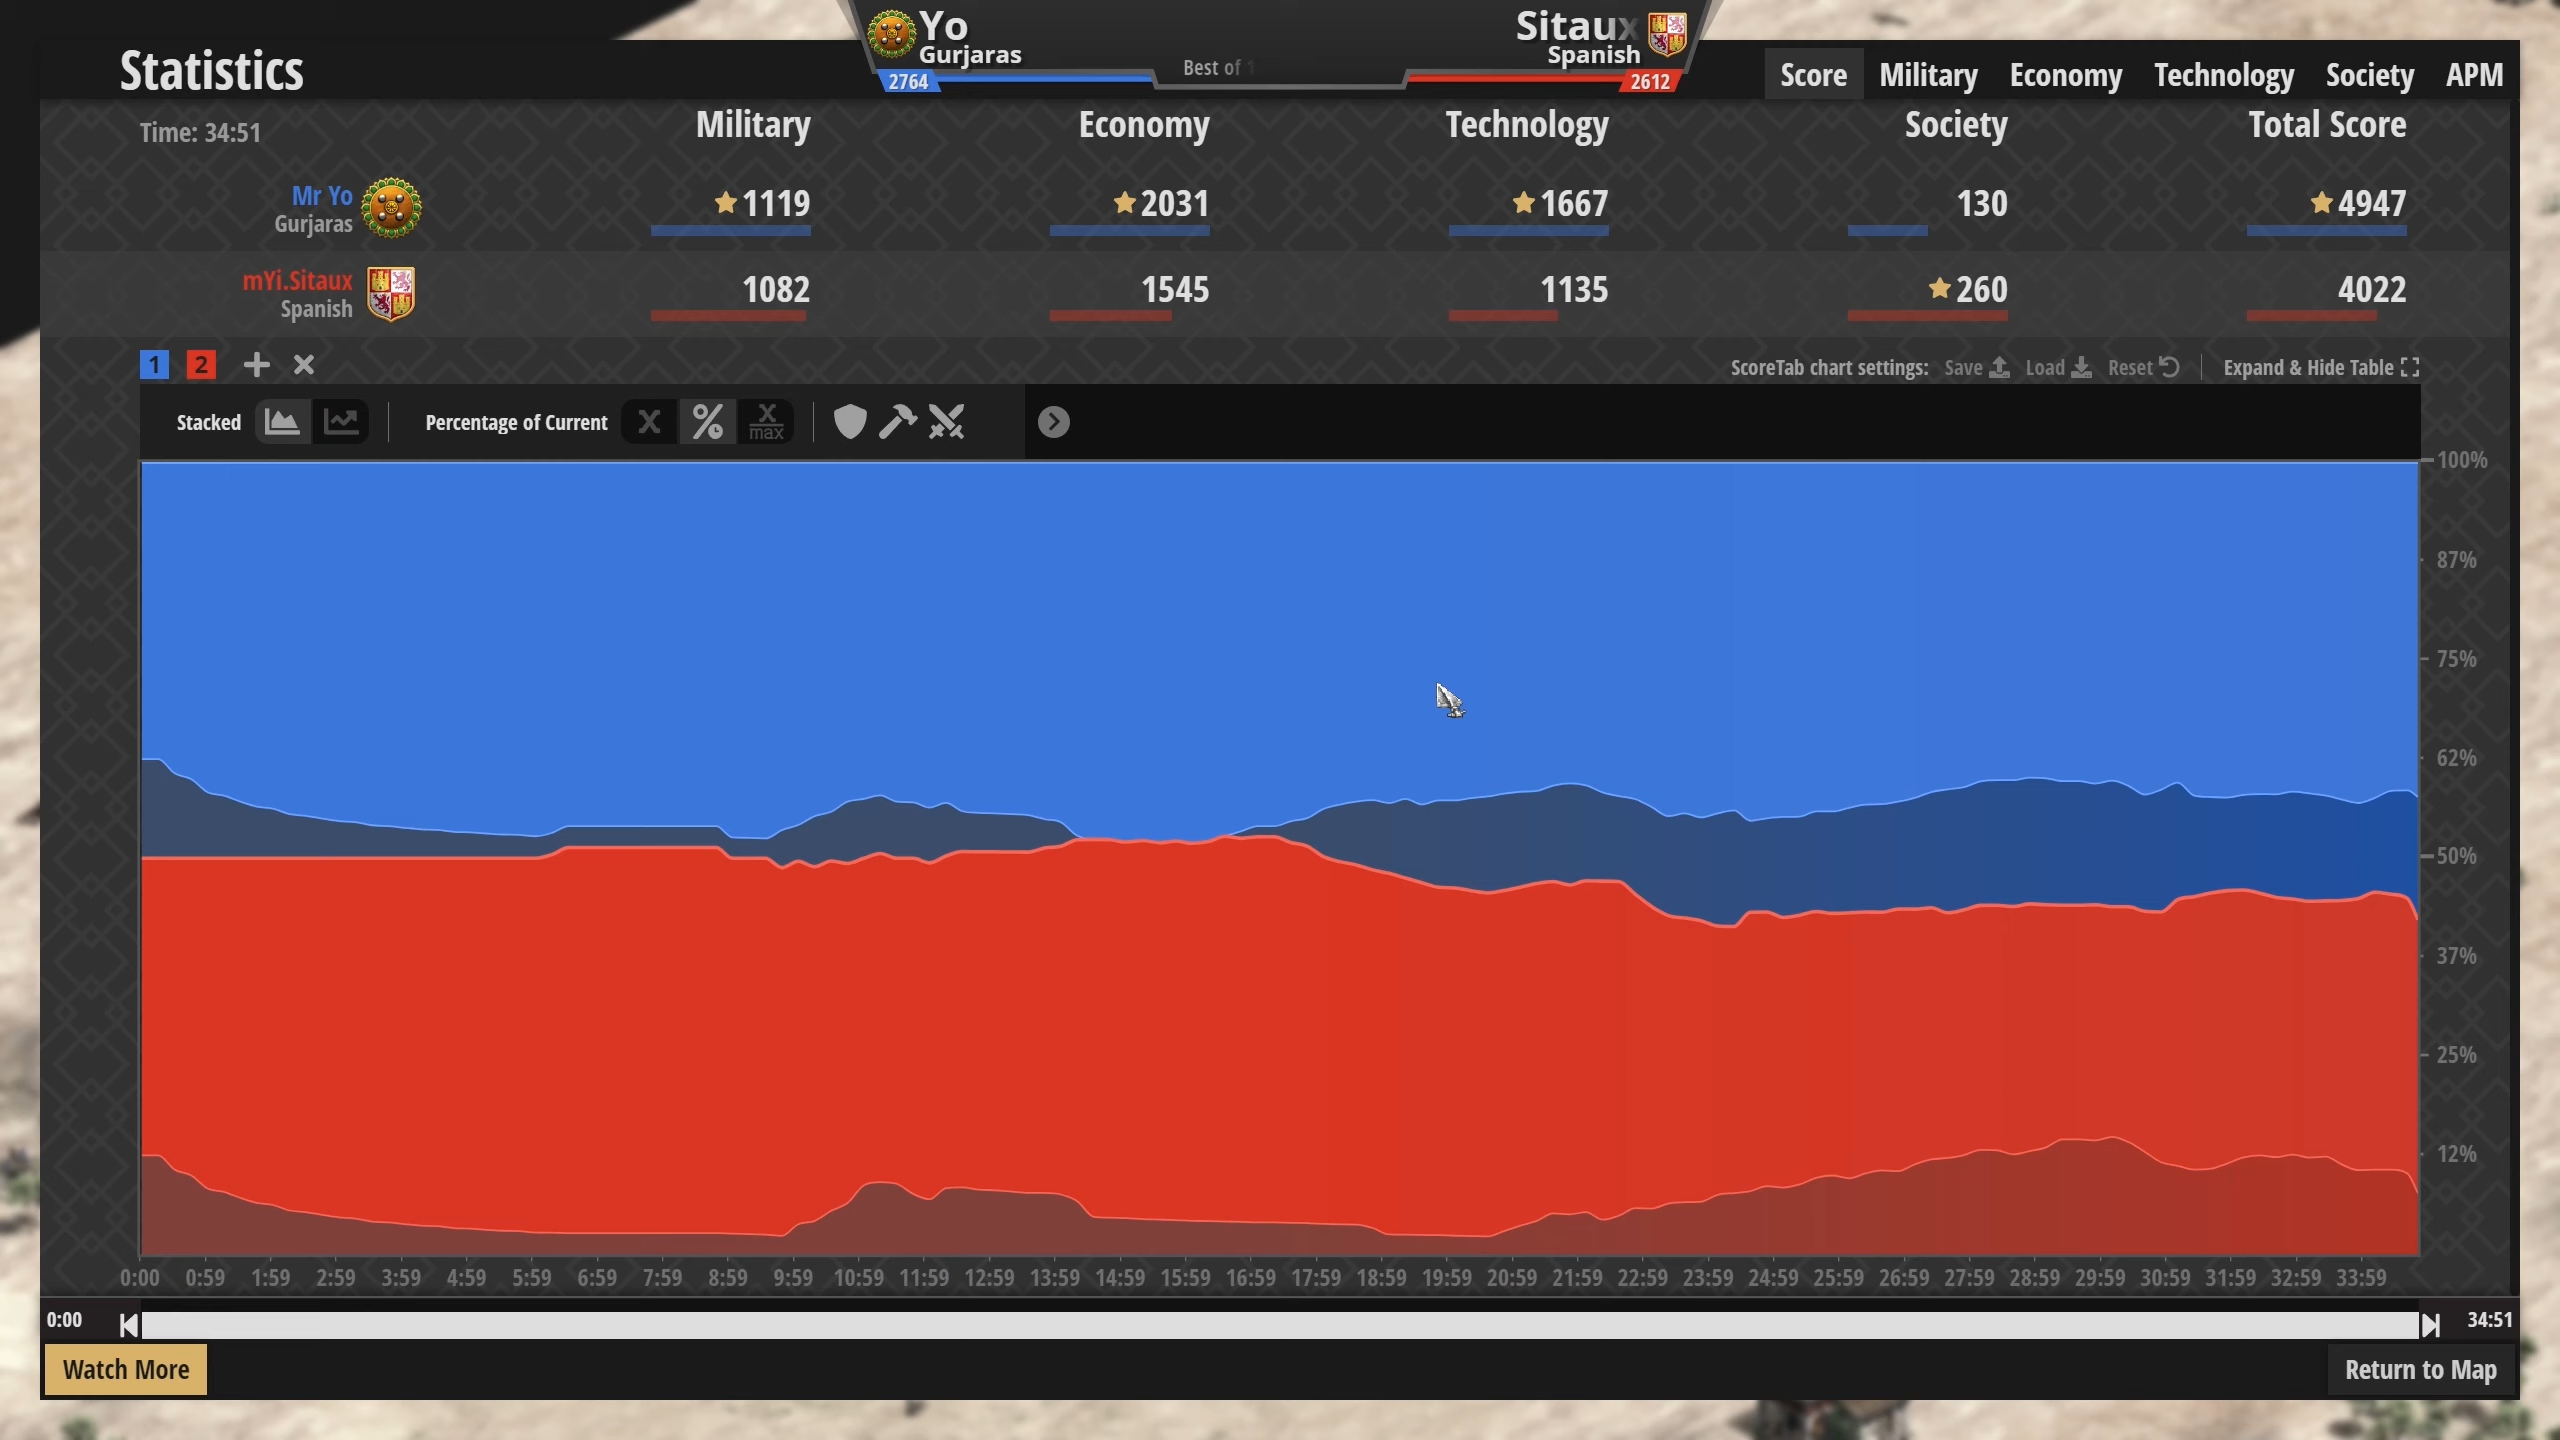 Yo
Gurjaras
2764
Best of 1
Sitaux
Spanish
2612
Statistics
Score Military Economy Technology Society APM
Time: 34:51
Military Economy Technology Society Total Score
Mr Yo
Gurjaras
1119 2031 1667 130 4947
mYi.Sitaux
Spanish
1082 1545 1135 260 4022
1 2
ScoreTab chart settings: Save Load Reset Expand & Hide Table
Stacked Percentage of Current X % X max
100%
87%
75%
62%
50%
37%
25%
12%
0:00 0:59 1:59 2:59 3:59 4:59 5:59 6:59 7:59 8:59 9:59 10:59 11:59 12:59 13:59 14:59 15:59 16:59 17:59 18:59 19:59 20:59 21:59 22:59 23:59 24:59 25:59 26:59 27:59 28:59 29:59 30:59 31:59 32:59 33:59
0:00 34:51
Watch More Return to Map